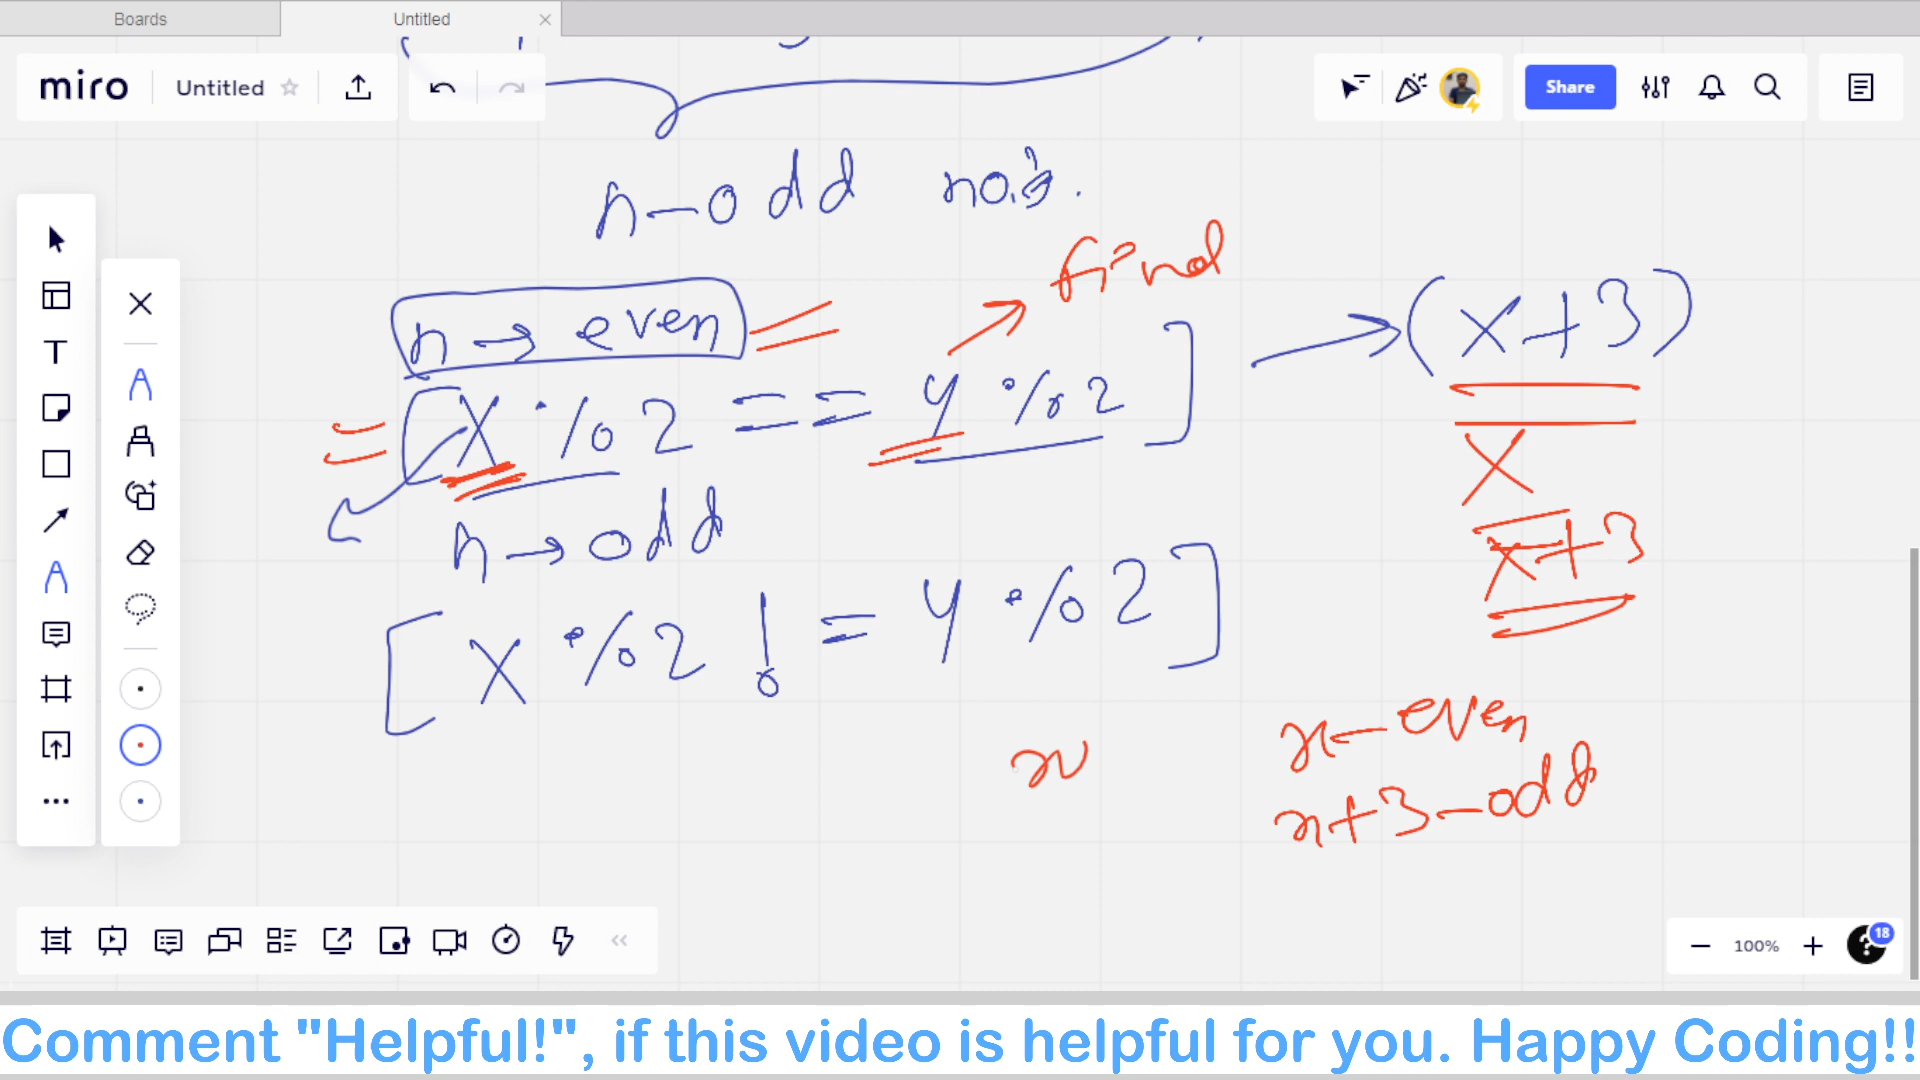 Boards
Untitled
miro
Untitled
Share
n-odd no.s.
final
n → even
(x+3)
[x % 2 == y % 2]
x
n → odd
x+3
[x % 2 != y % 2]
x-even
x+3-odd
100%
18
Comment "Helpful!", if this video is helpful for you. Happy Coding!!